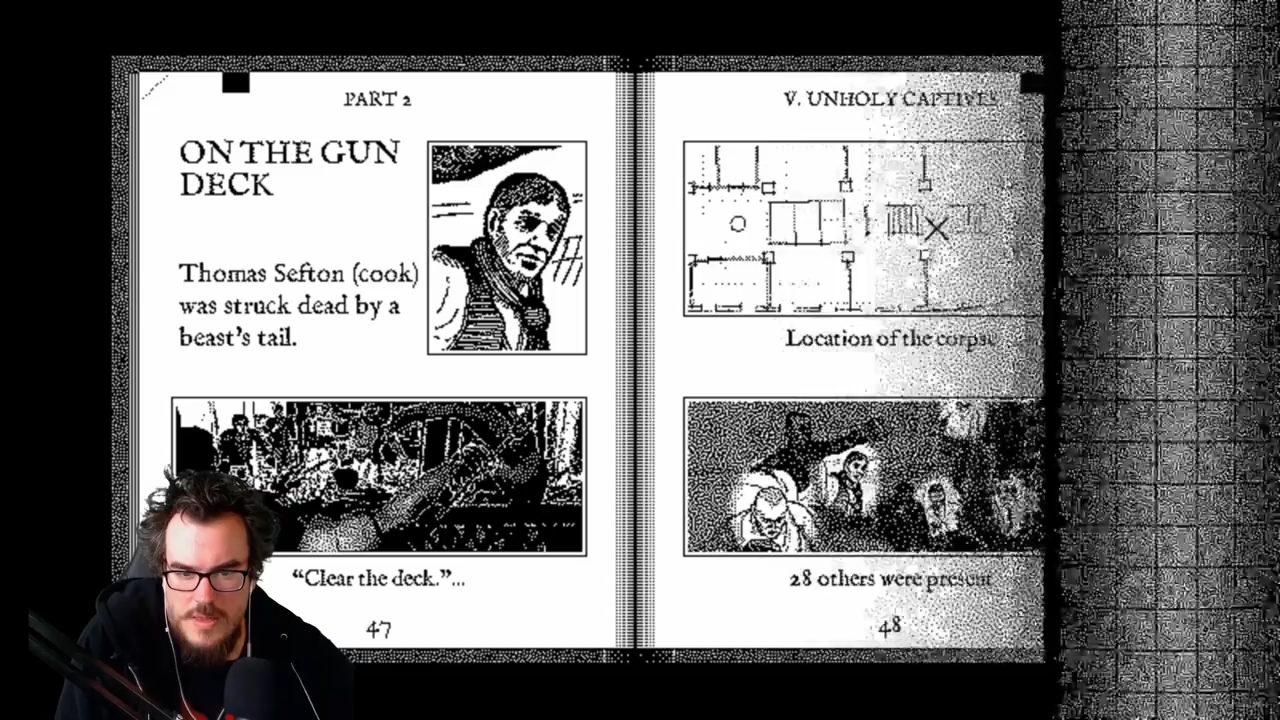 PART 2
ON THE GUN
DECK
Thomas Sefton (cook)
was struck dead by a
beast's tail.
"Clear the deck."...
47
V. UNHOLY CAPTIVES
Location of the corpse
28 others were present
48